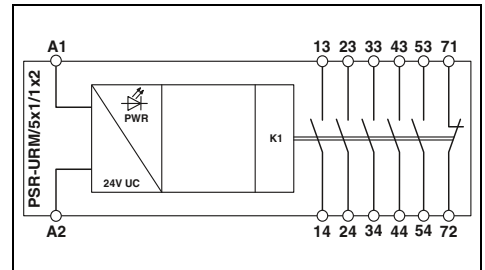 A1 13 23 33 43 53 71
PSR-URM/5x1/1x2
PWR
K1
24V UC
A2 14 24 34 44 54 72